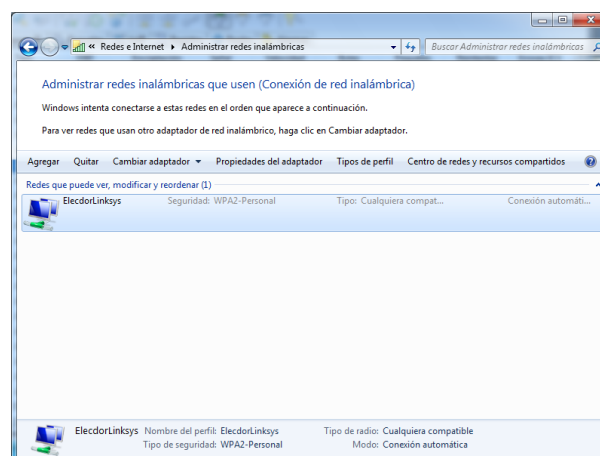 « Redes e Internet ▸ Administrar redes inalámbricas
Buscar Administrar redes inalámbricas
Administrar redes inalámbricas que usen (Conexión de red inalámbrica)
Windows intenta conectarse a estas redes en el orden que aparece a continuación.
Para ver redes que usan otro adaptador de red inalámbrico, haga clic en Cambiar adaptador.
Agregar Quitar Cambiar adaptador Propiedades del adaptador Tipos de perfil Centro de redes y recursos compartidos
Redes que puede ver, modificar y reordenar (1)
ElecdorLinksys Seguridad: WPA2-Personal Tipo: Cualquiera compat... Conexión automáti...
ElecdorLinksys Nombre del perfil: ElecdorLinksys Tipo de radio: Cualquiera compatible
Tipo de seguridad: WPA2-Personal Modo: Conexión automática